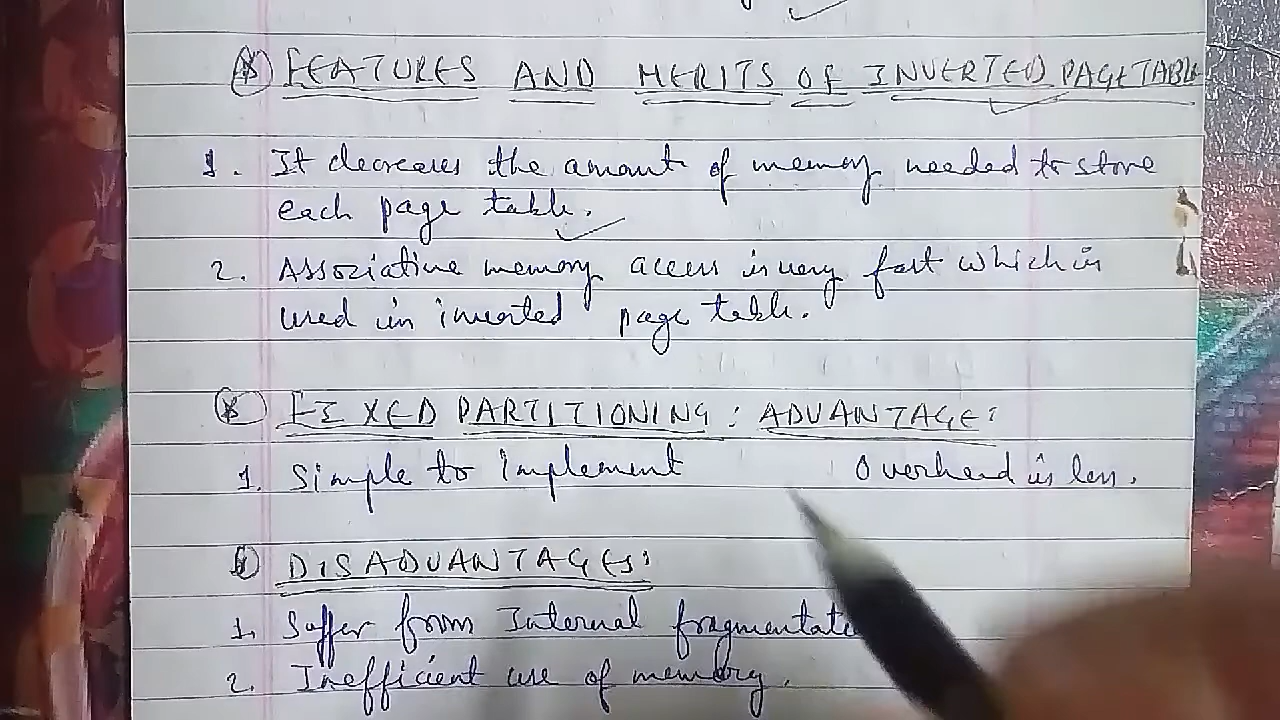 FEATURES AND MERITS OF INVERTED PAGETABLE
1. It decreases the amount of memory needed to store
each page table.
2. Associative memory access is very fast which is
used in inverted page table.
FIXED PARTITIONING: ADVANTAGE:
1. Simple to implement Overhead is less.
DISADVANTAGES:
1. Suffer from Internal
2. Inefficient use of memory.